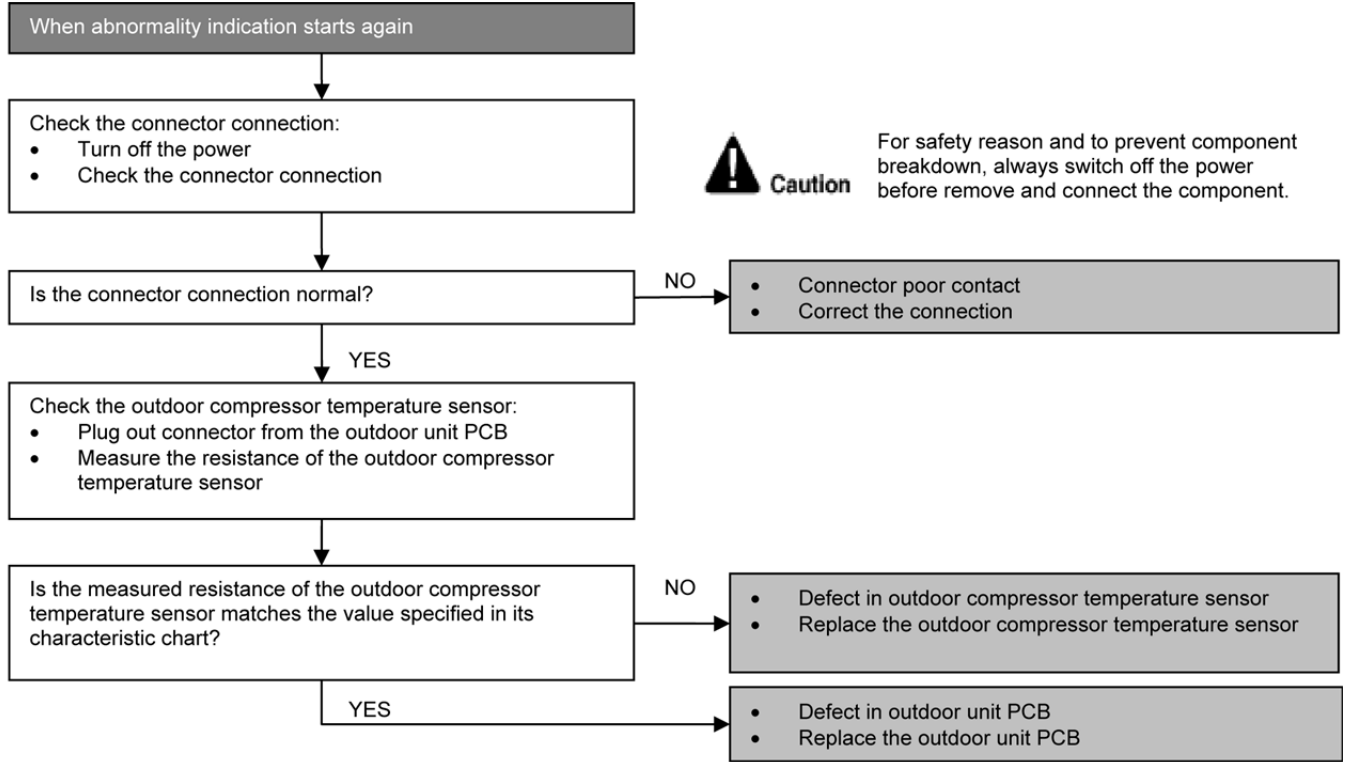 When abnormality indication starts again
Check the connector connection:
• Turn off the power
• Check the connector connection
Caution
For safety reason and to prevent component
breakdown, always switch off the power
before remove and connect the component.
Is the connector connection normal?
NO
• Connector poor contact
• Correct the connection
YES
Check the outdoor compressor temperature sensor:
• Plug out connector from the outdoor unit PCB
• Measure the resistance of the outdoor compressor
temperature sensor
Is the measured resistance of the outdoor compressor
temperature sensor matches the value specified in its
characteristic chart?
NO
• Defect in outdoor compressor temperature sensor
• Replace the outdoor compressor temperature sensor
YES
• Defect in outdoor unit PCB
• Replace the outdoor unit PCB